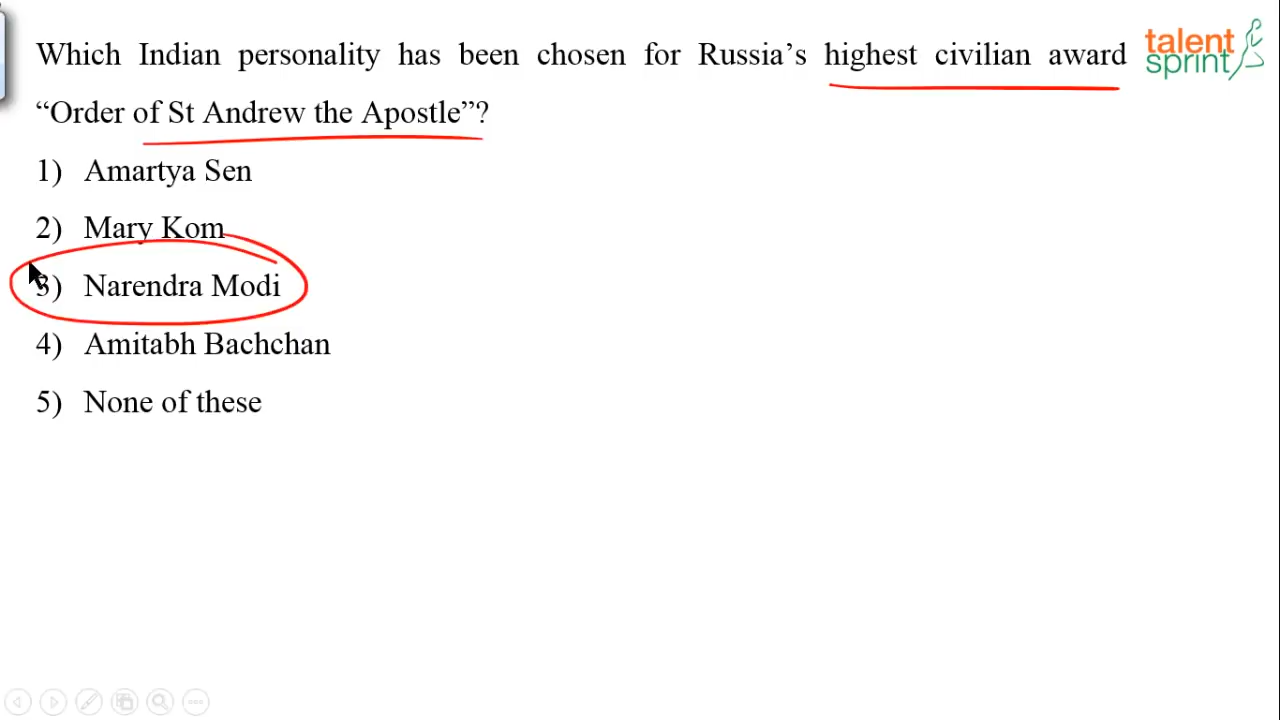 Which Indian personality has been chosen for Russia’s highest civilian award
“Order of St Andrew the Apostle”?
1) Amartya Sen
2) Mary Kom
3) Narendra Modi
4) Amitabh Bachchan
5) None of these
talent
sprint